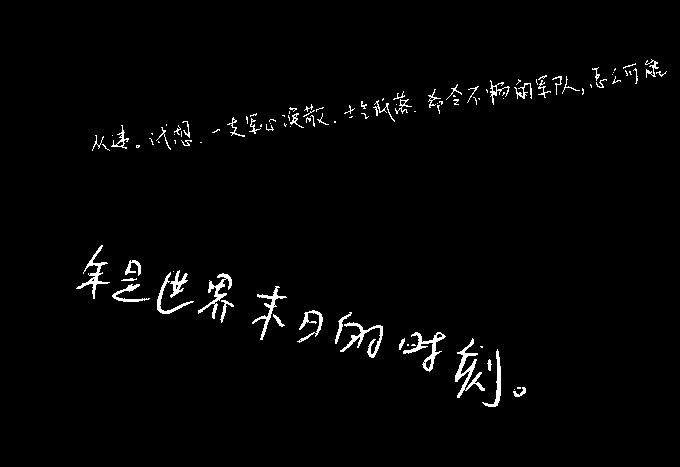 从违。试想，一支军心涣散、士气低落、命令不畅的军队，怎么可能
年是世界末日的时刻。